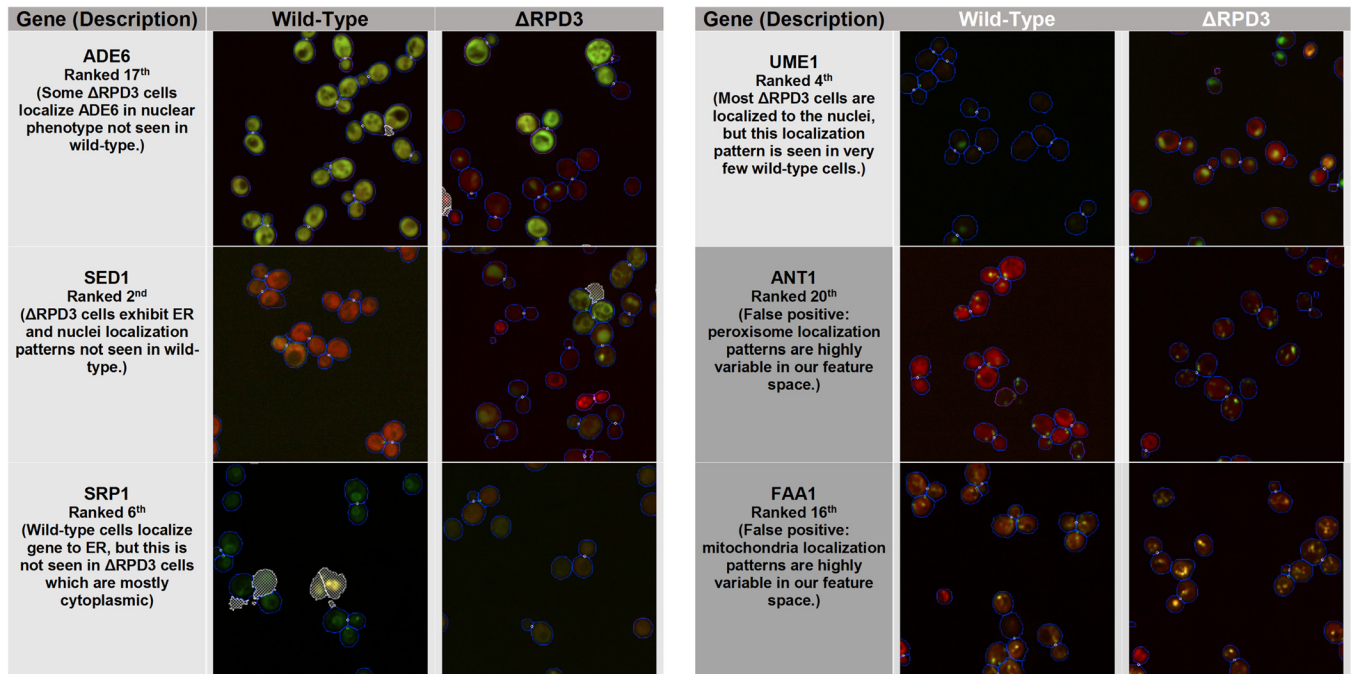 Gene (Description) Wild-Type ΔRPD3
ADE6
Ranked 17th
(Some ΔRPD3 cells
localize ADE6 in nuclear
phenotype not seen in
wild-type.)
SED1
Ranked 2nd
(ΔRPD3 cells exhibit ER
and nuclei localization
patterns not seen in wild-
type.)
SRP1
Ranked 6th
(Wild-type cells localize
gene to ER, but this is
not seen in ΔRPD3 cells
which are mostly
cytoplasmic)
Gene (Description) Wild-Type ΔRPD3
UME1
Ranked 4th
(Most ΔRPD3 cells are
localized to the nuclei,
but this localization
pattern is seen in very
few wild-type cells.)
ANT1
Ranked 20th
(False positive:
peroxisome localization
patterns are highly
variable in our feature
space.)
FAA1
Ranked 16th
(False positive:
mitochondria localization
patterns are highly
variable in our feature
space.)